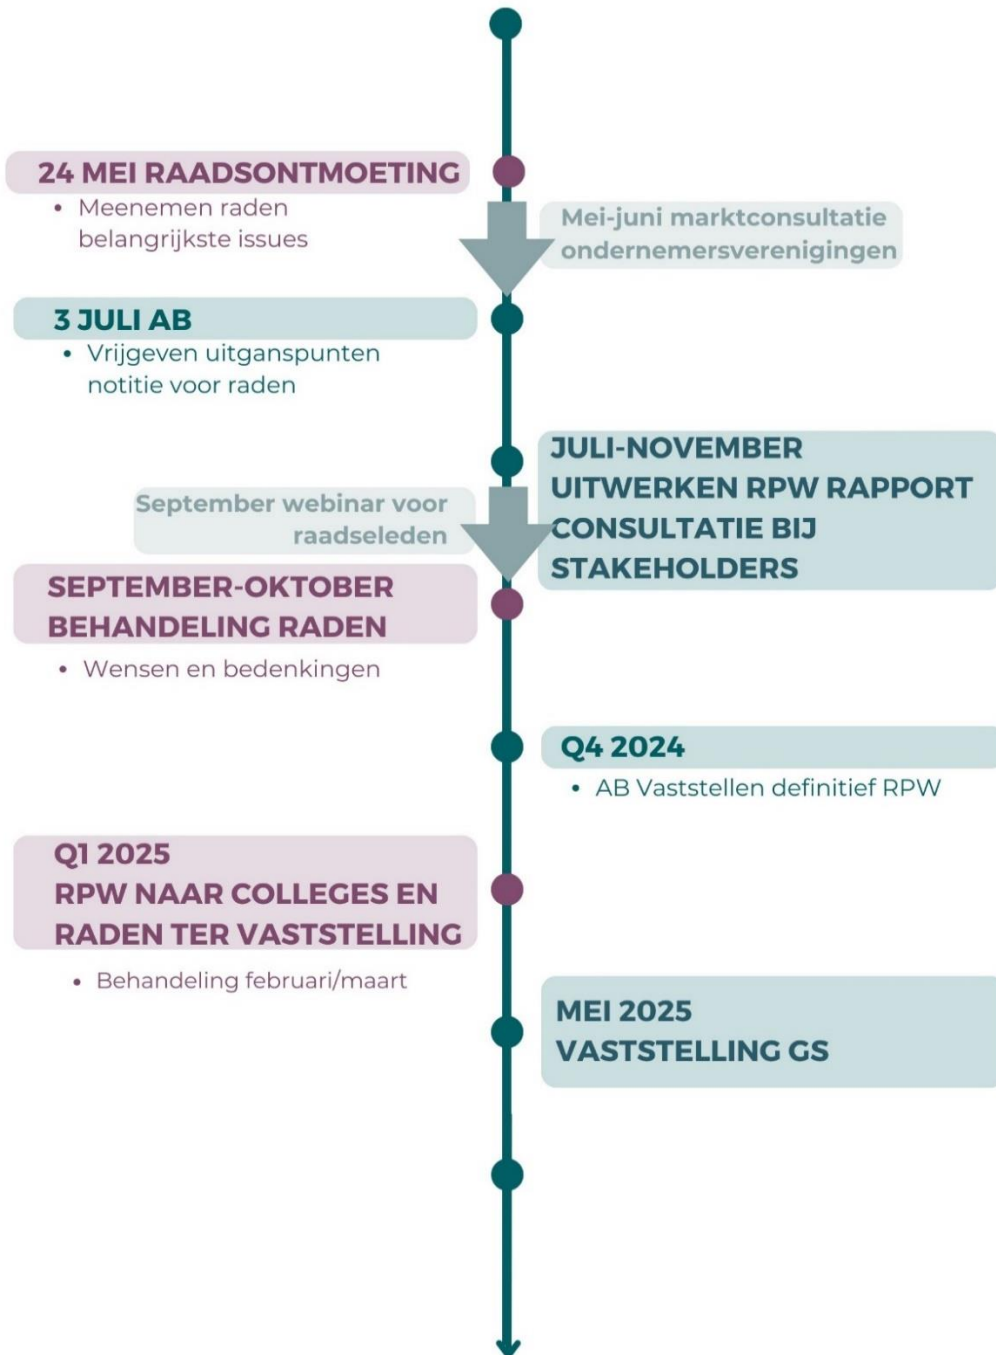 24 MEI RAADSONTMOETING
• Meenemen raden
belangrijkste issues
Mei-juni marktconsultatie
ondernemersverenigingen
3 JULI AB
• Vrijgeven uitganspunten
notitie voor raden
JULI-NOVEMBER
UITWERKEN RPW RAPPORT
CONSULTATIE BIJ
STAKEHOLDERS
September webinar voor
raadseleden
SEPTEMBER-OKTOBER
BEHANDELING RADEN
• Wensen en bedenkingen
Q4 2024
• AB Vaststellen definitief RPW
Q1 2025
RPW NAAR COLLEGES EN
RADEN TER VASTSTELLING
• Behandeling februari/maart
MEI 2025
VASTSTELLING GS